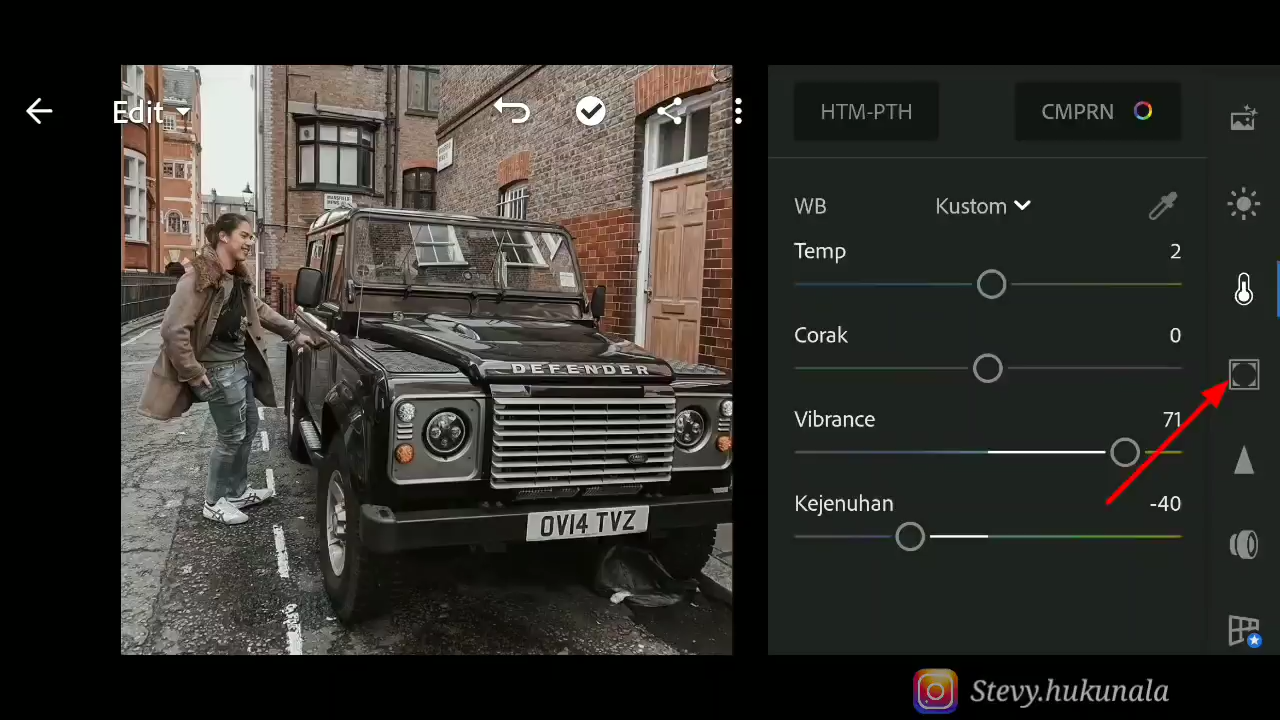 Edit
HTM-PTH
CMPRN
WB
Kustom
Temp
2
Corak
0
Vibrance
71
Kejenuhan
-40
DEFENDER
OV14 TVZ
Stevy.hukunala